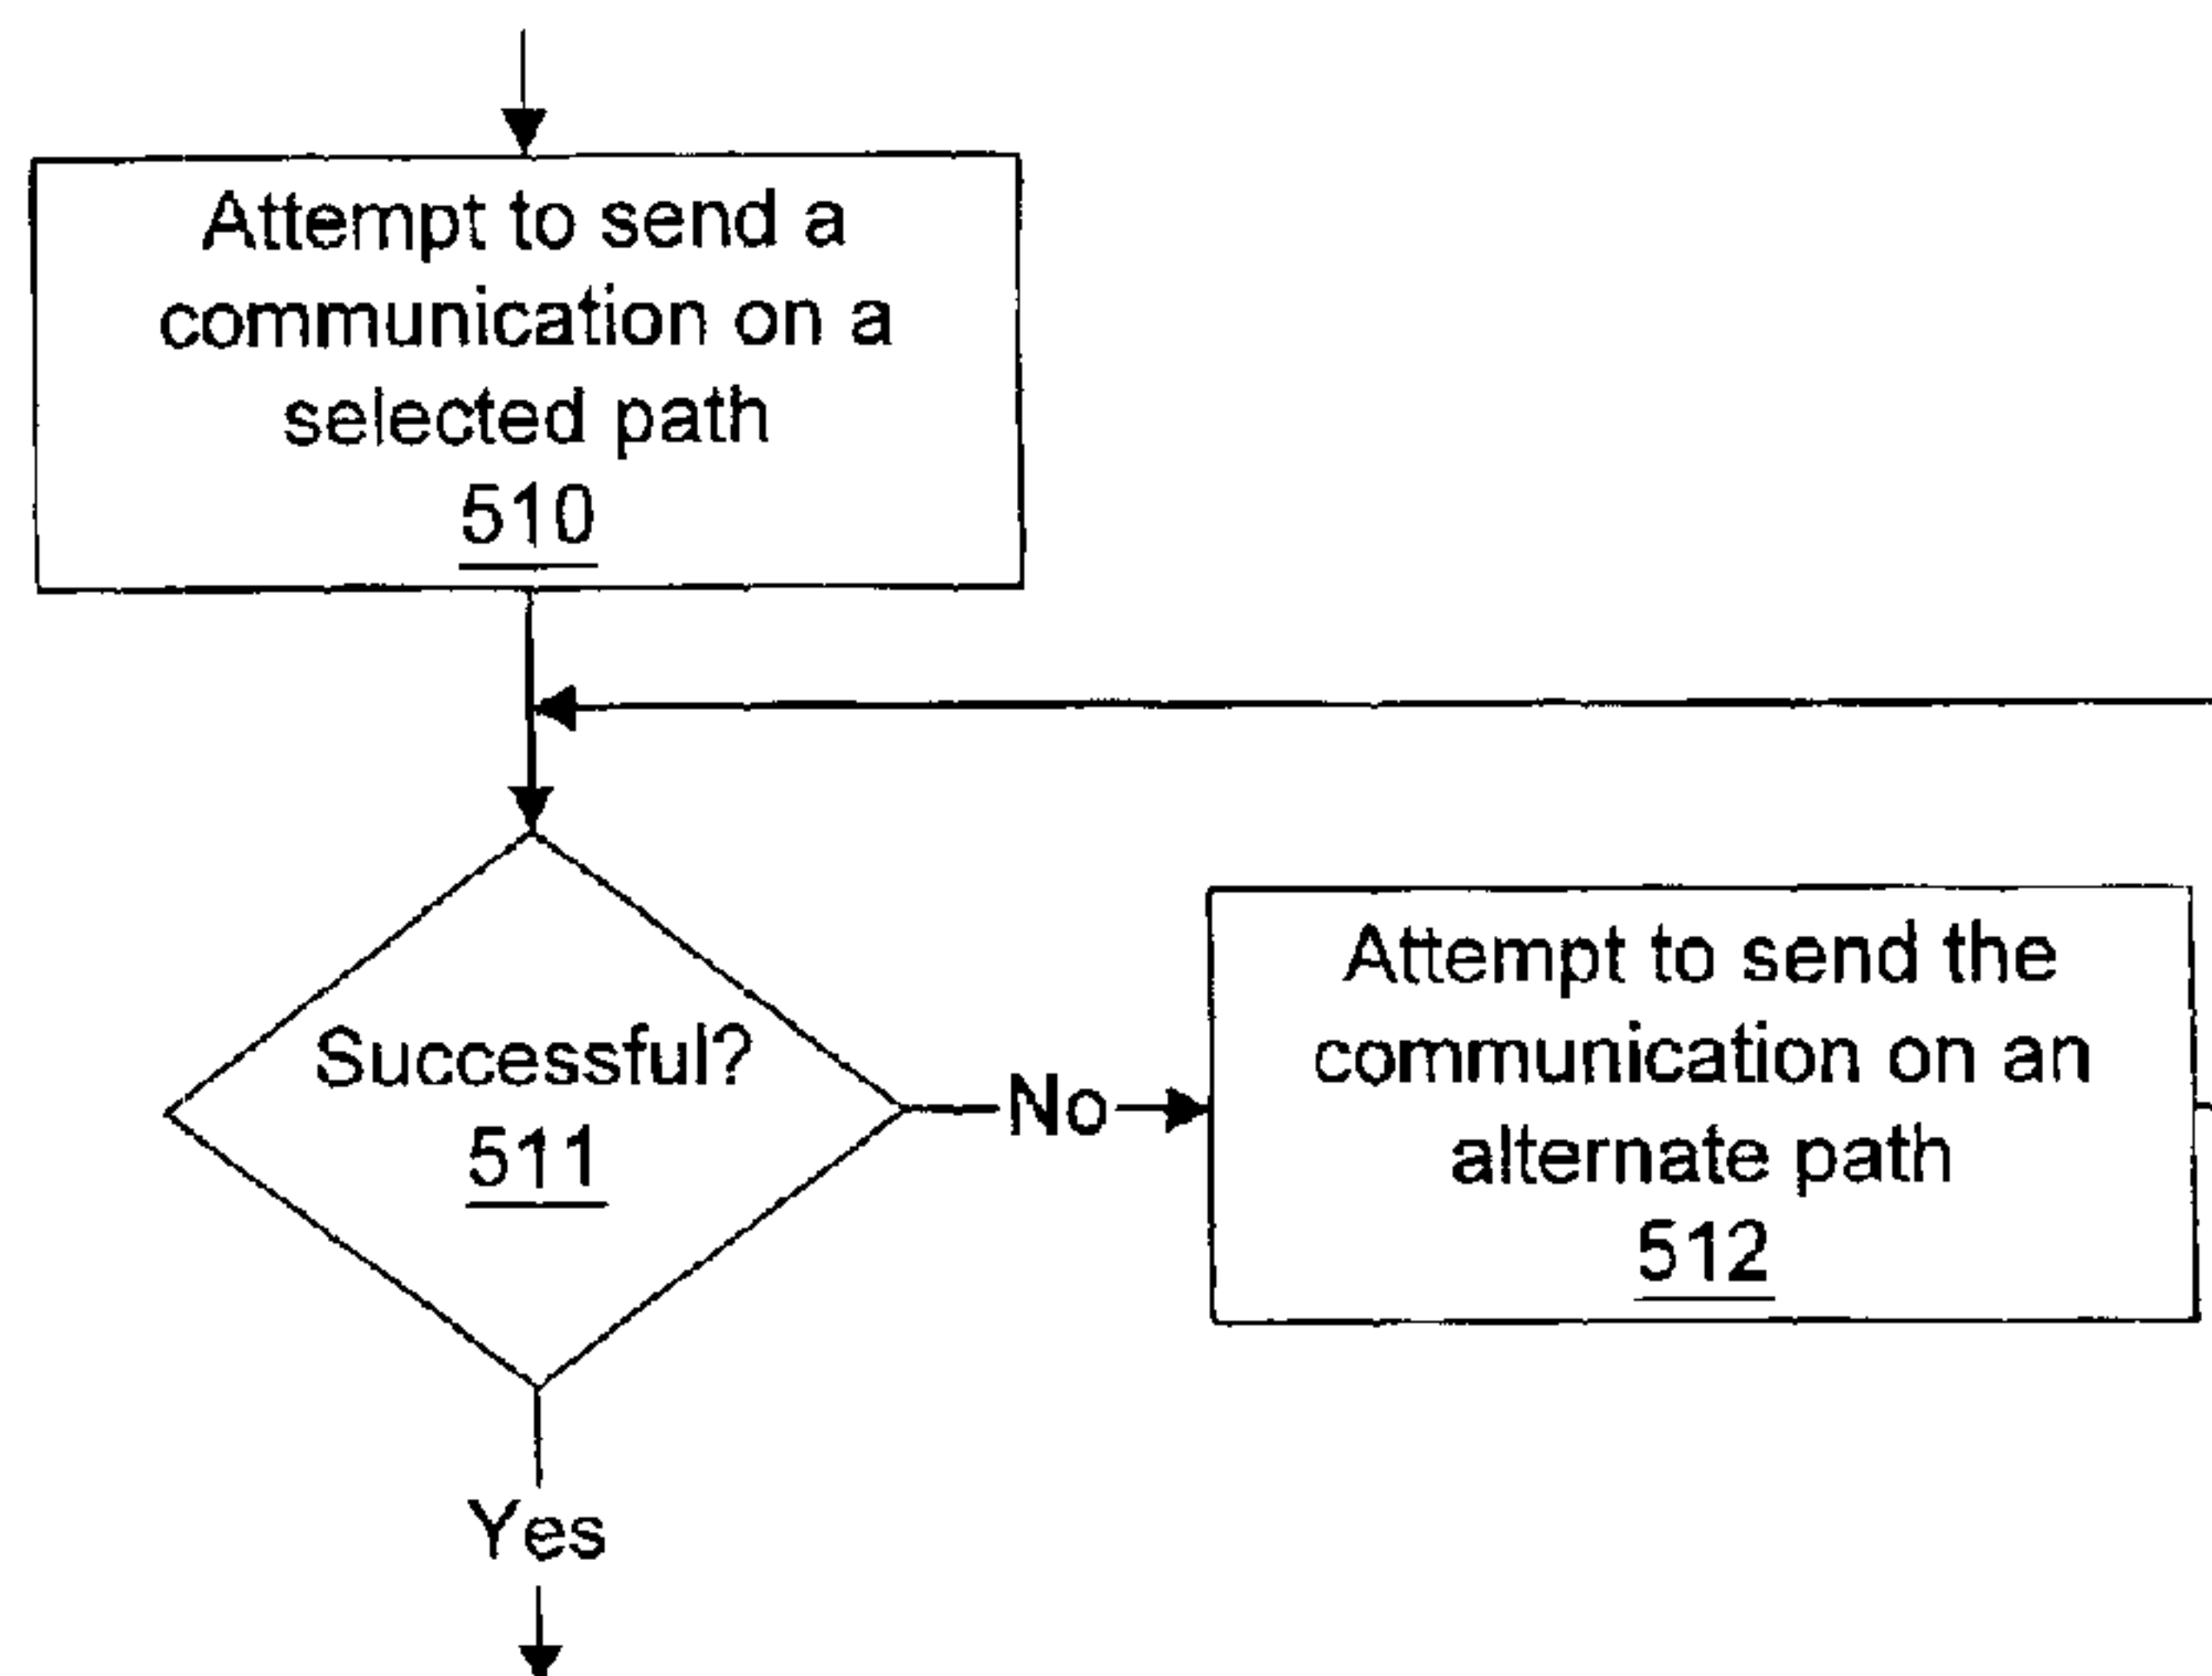 Attempt to send a
communication on a
selected path
510
Successful?
511
No
Attempt to send the
communication on an
alternate path
512
Yes